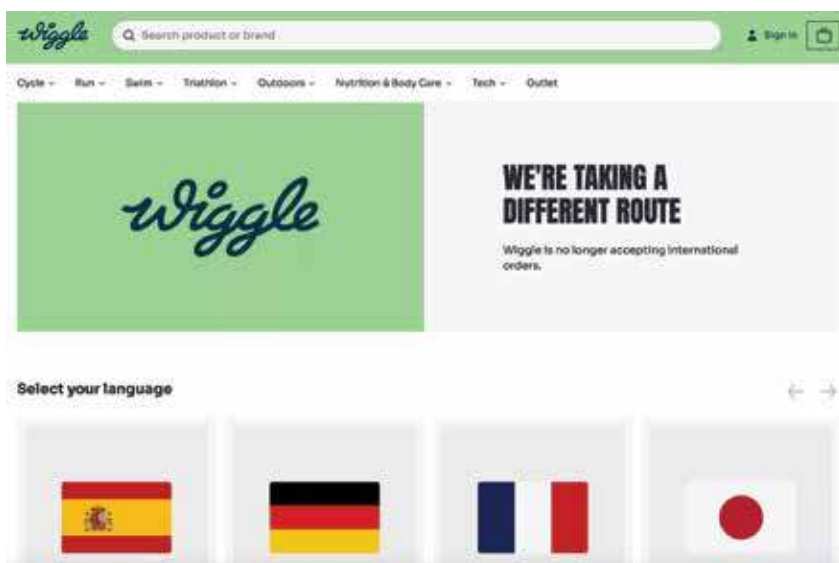 wiggle
Search product or brand
Sign in
Cycle Run Swim Triathlon Outdoors Nutrition & Body Care Tech Outlet
wiggle
WE'RE TAKING A
DIFFERENT ROUTE
Wiggle is no longer accepting international
orders.
Select your language